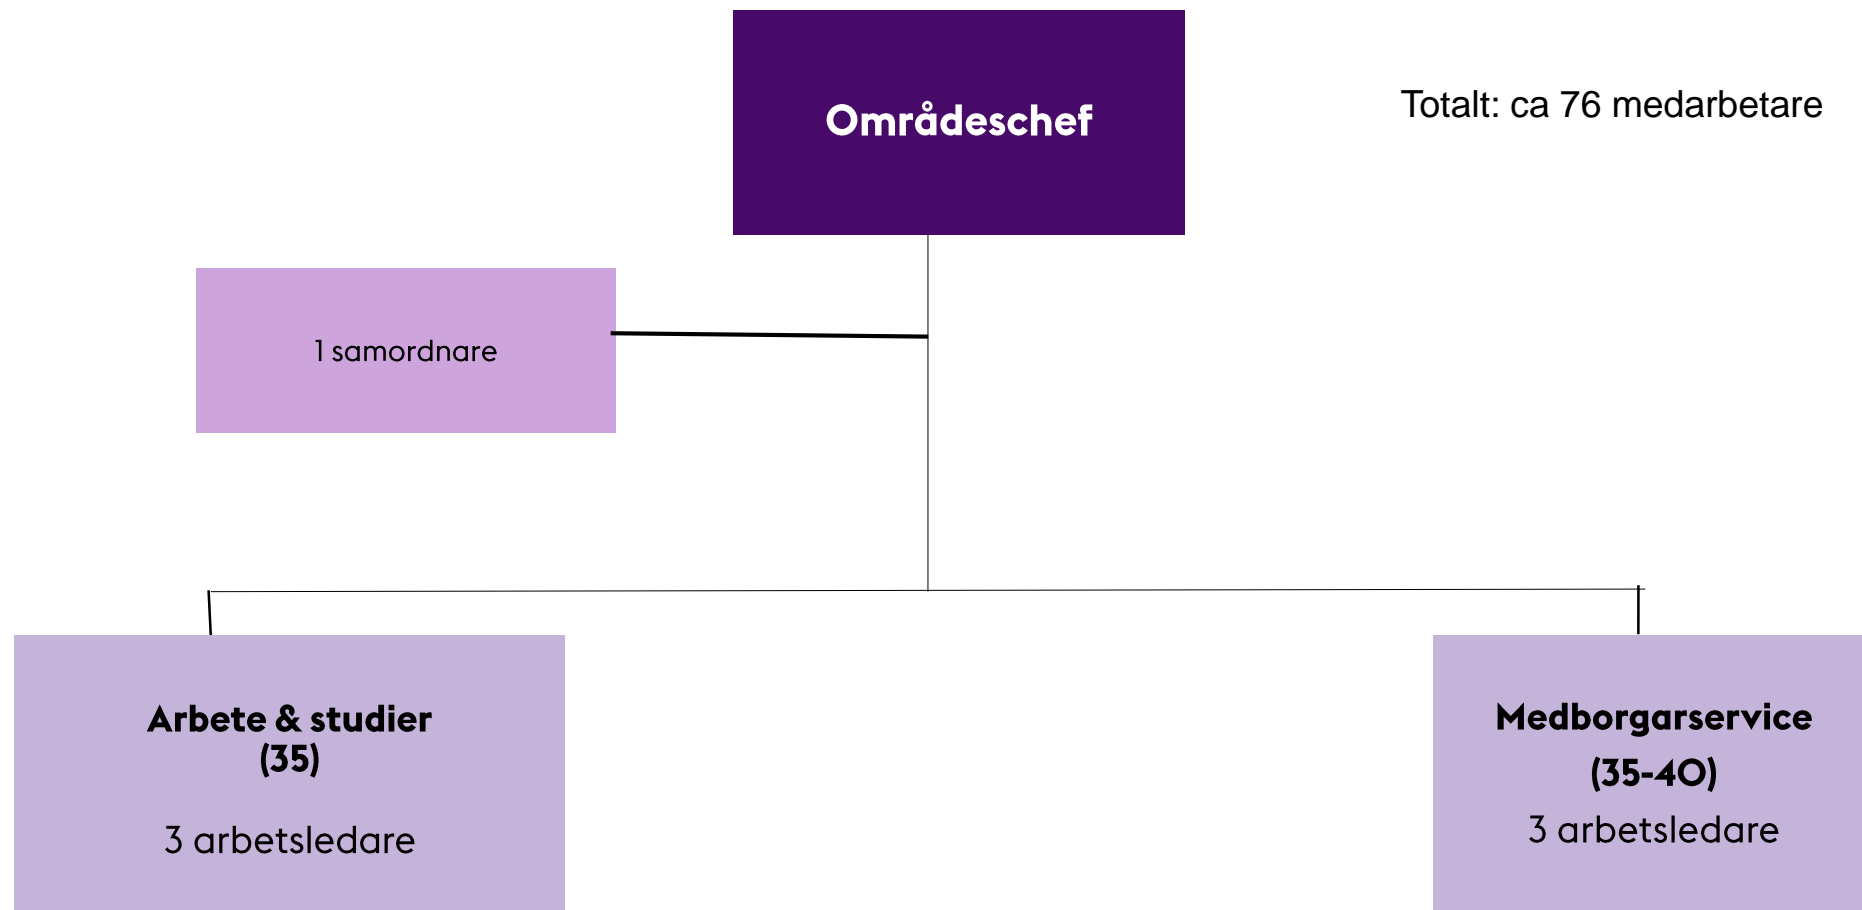 Områdeschef
Totalt: ca 76 medarbetare
1 samordnare
Arbete & studier
(35)
3 arbetsledare
Medborgarservice
(35-40)
3 arbetsledare